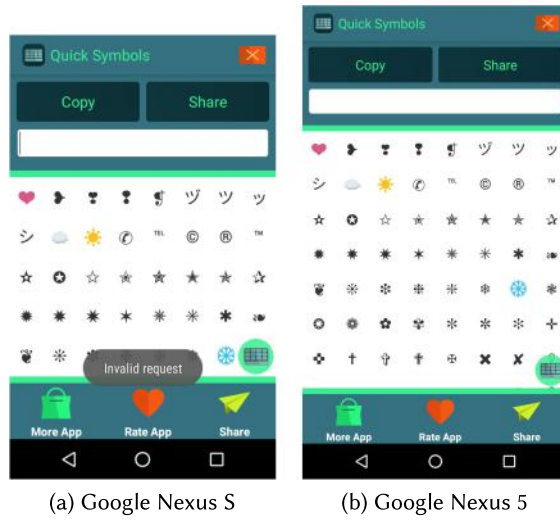 Quick Symbols
Copy Share
ヅ ツ ッ
シ ℡ © ® ™
Invalid request
More App Rate App Share
(a) Google Nexus S
Quick Symbols
Copy Share
ヅ ツ ッ
シ ℡ © ® ™
More App Rate App Share
(b) Google Nexus 5